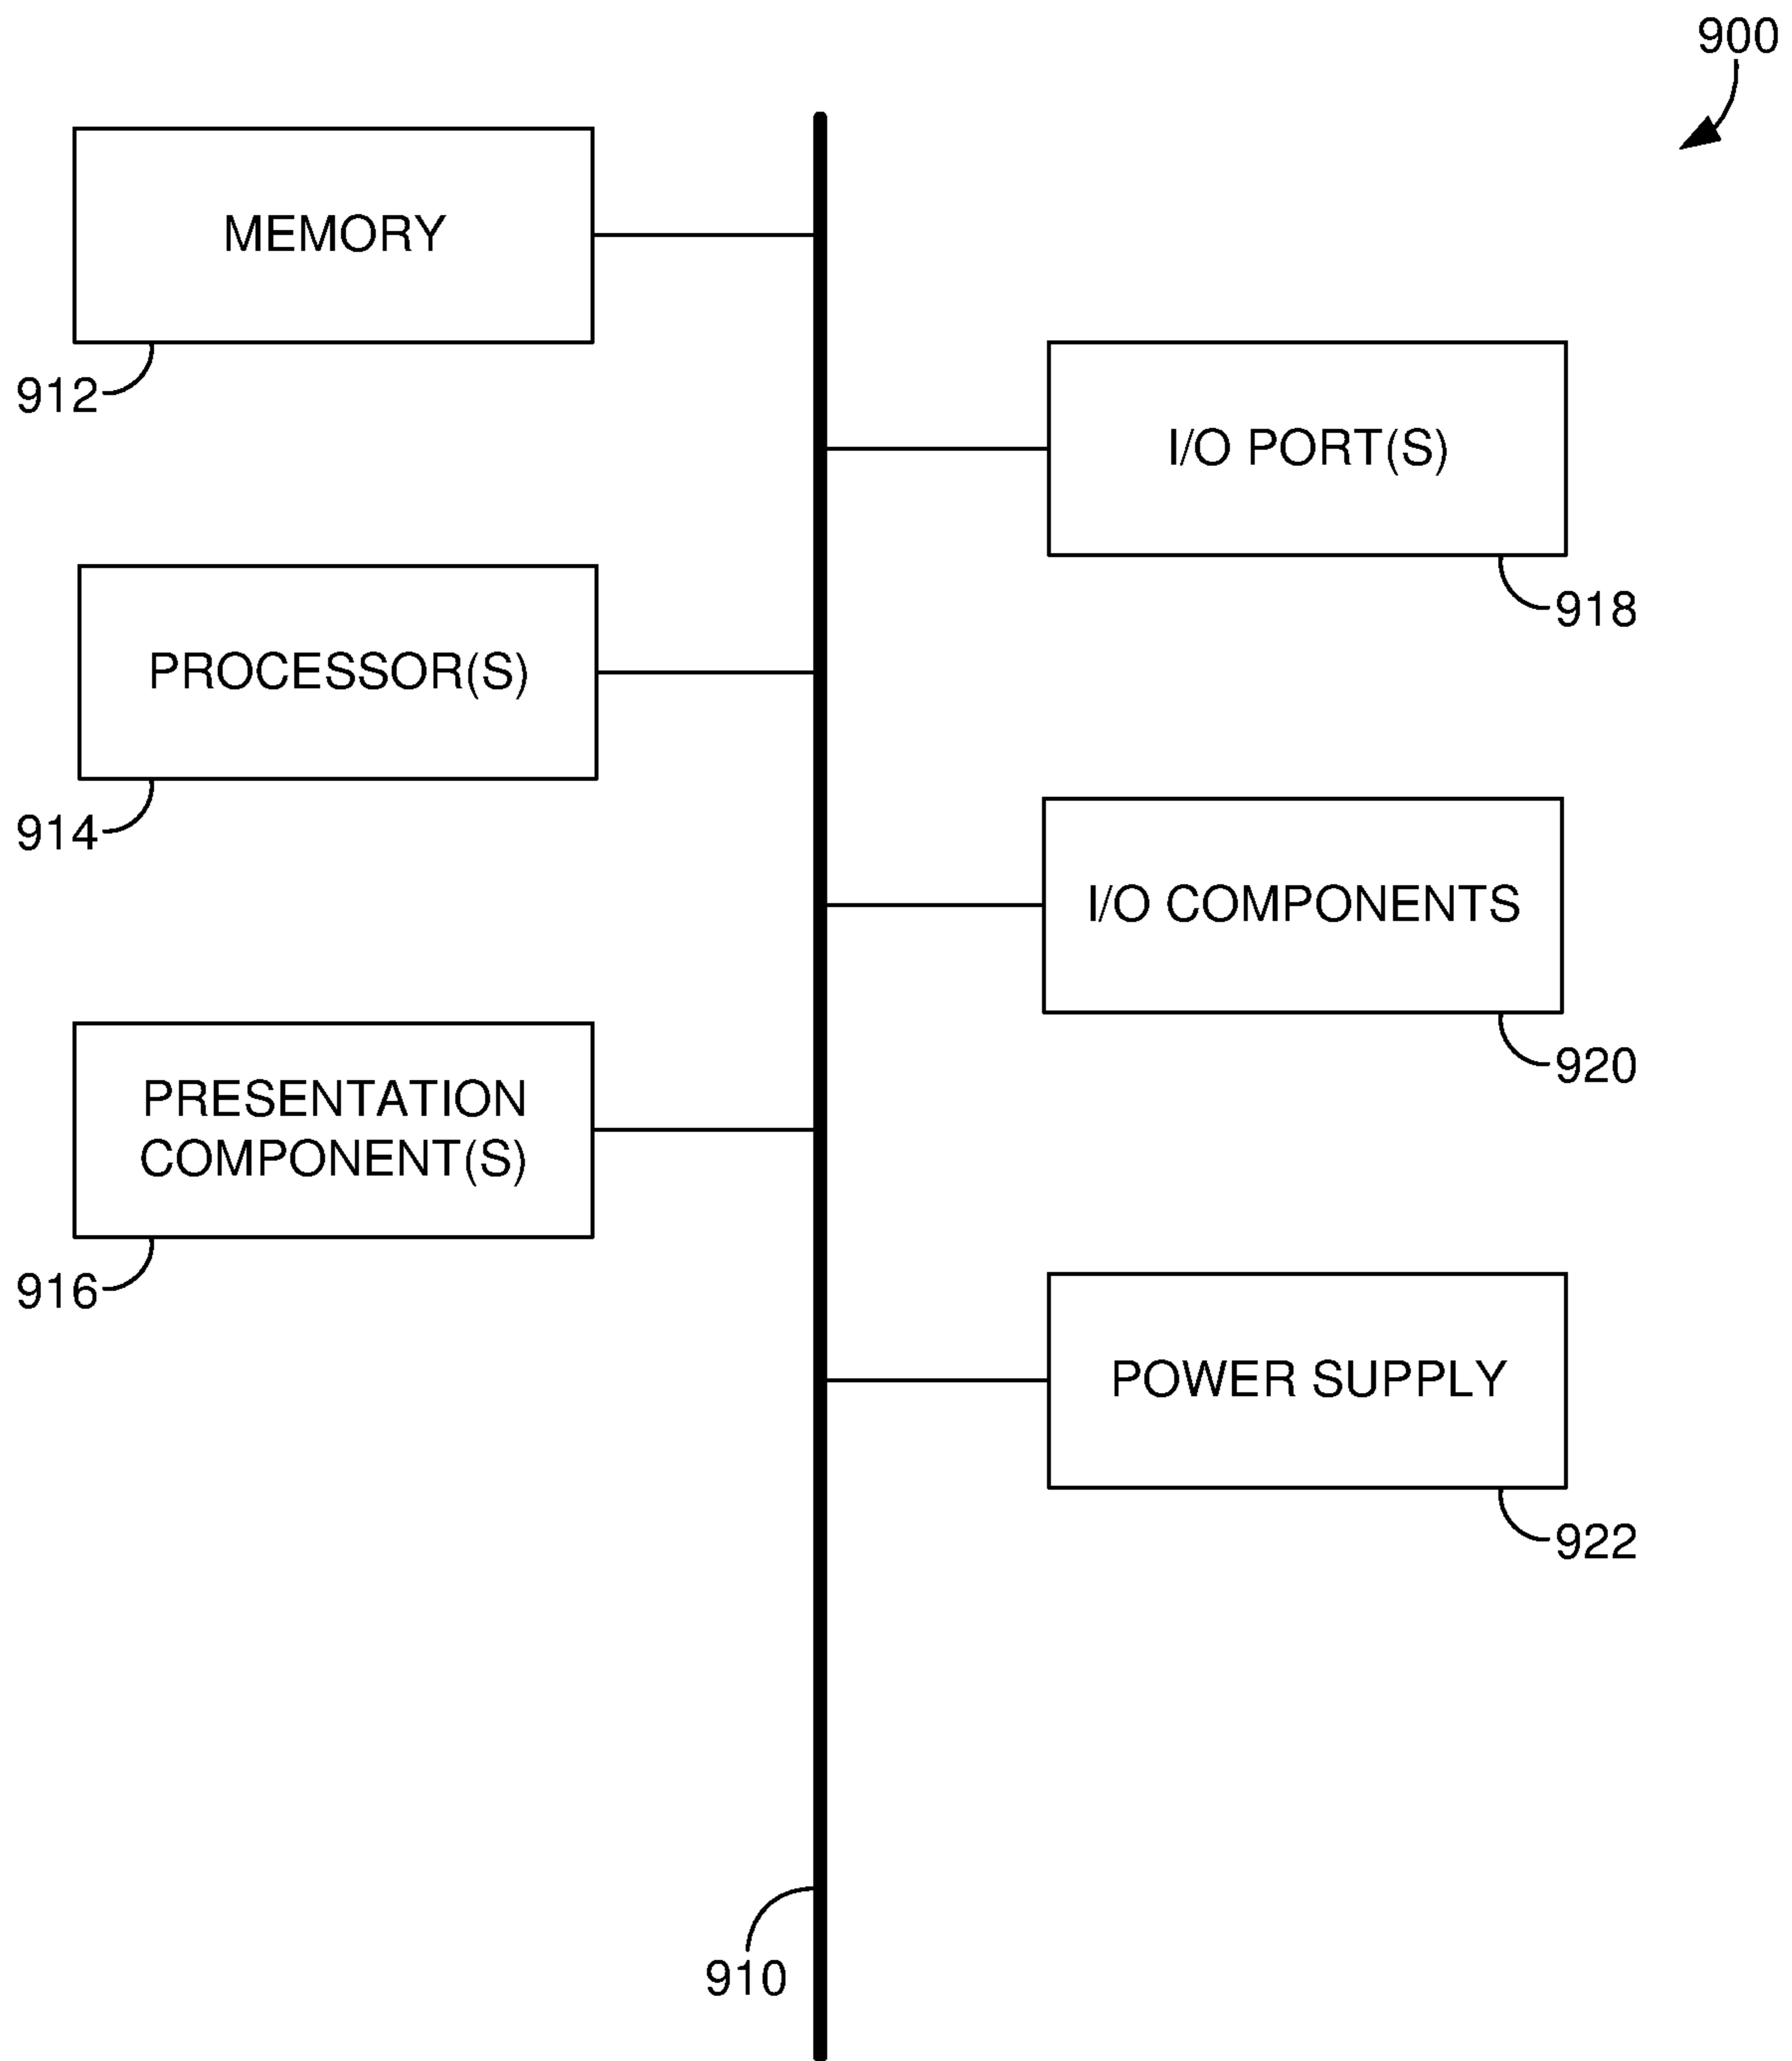 900
MEMORY
912
I/O PORT(S)
918
PROCESSOR(S)
914
I/O COMPONENTS
920
PRESENTATION
COMPONENT(S)
916
POWER SUPPLY
922
910